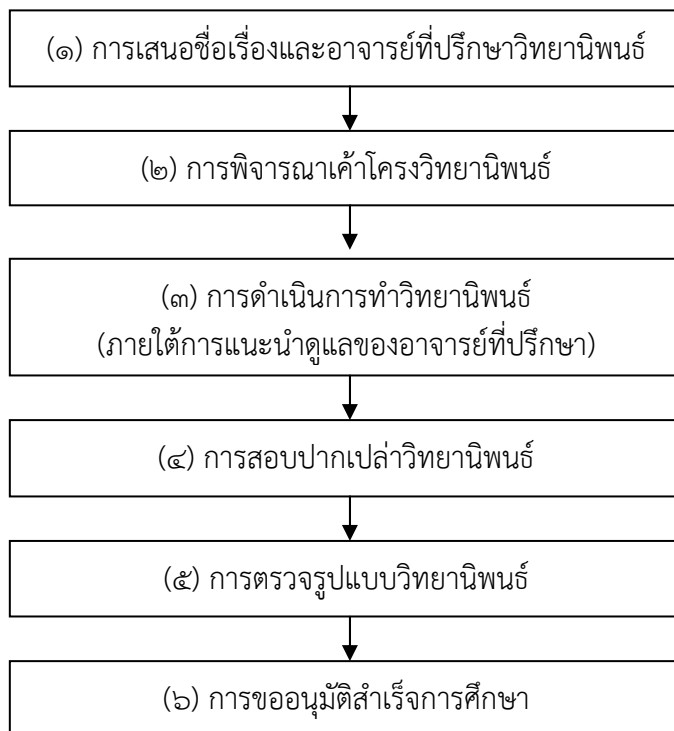 (๑) การเสนอชื่อเรื่องและอาจารย์ที่ปรึกษาวิทยานิพนธ์
(๒) การพิจารณาเค้าโครงวิทยานิพนธ์
(๓) การดำเนินการทำวิทยานิพนธ์
(ภายใต้การแนะนำดูแลของอาจารย์ที่ปรึกษา)
(๔) การสอบปากเปล่าวิทยานิพนธ์
(๕) การตรวจรูปแบบวิทยานิพนธ์
(๖) การขออนุมัติสำเร็จการศึกษา